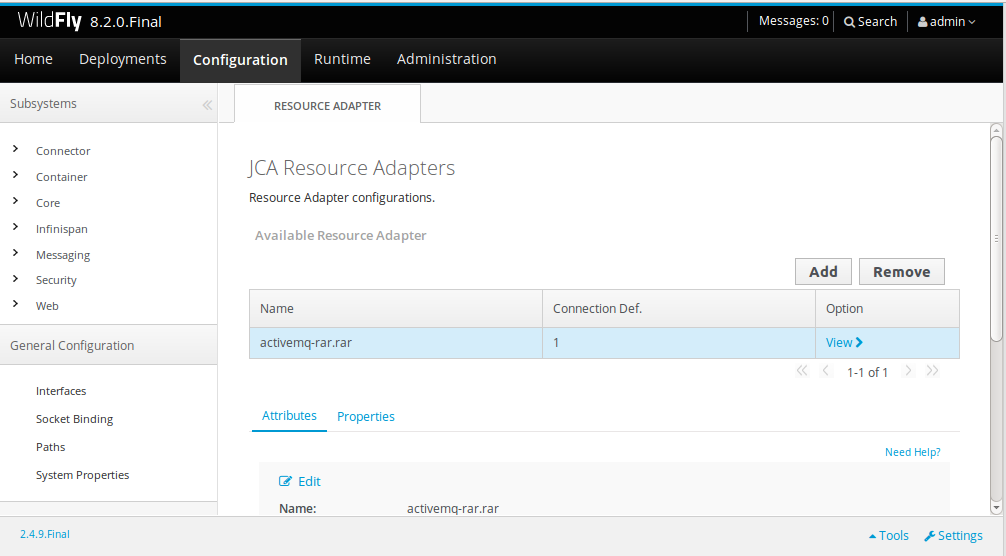 WildFly 8.2.0.Final
Messages: 0 Search admin
Home Deployments Configuration Runtime Administration
Subsystems
Connector
Container
Core
Infinispan
Messaging
Security
Web
General Configuration
Interfaces
Socket Binding
Paths
System Properties
RESOURCE ADAPTER
JCA Resource Adapters
Resource Adapter configurations.
Available Resource Adapter
Add Remove
Name Connection Def. Option
activemq-rar.rar 1 View
1-1 of 1
Attributes Properties
Need Help?
Edit
Name: activemq-rar.rar
2.4.9.Final Tools Settings